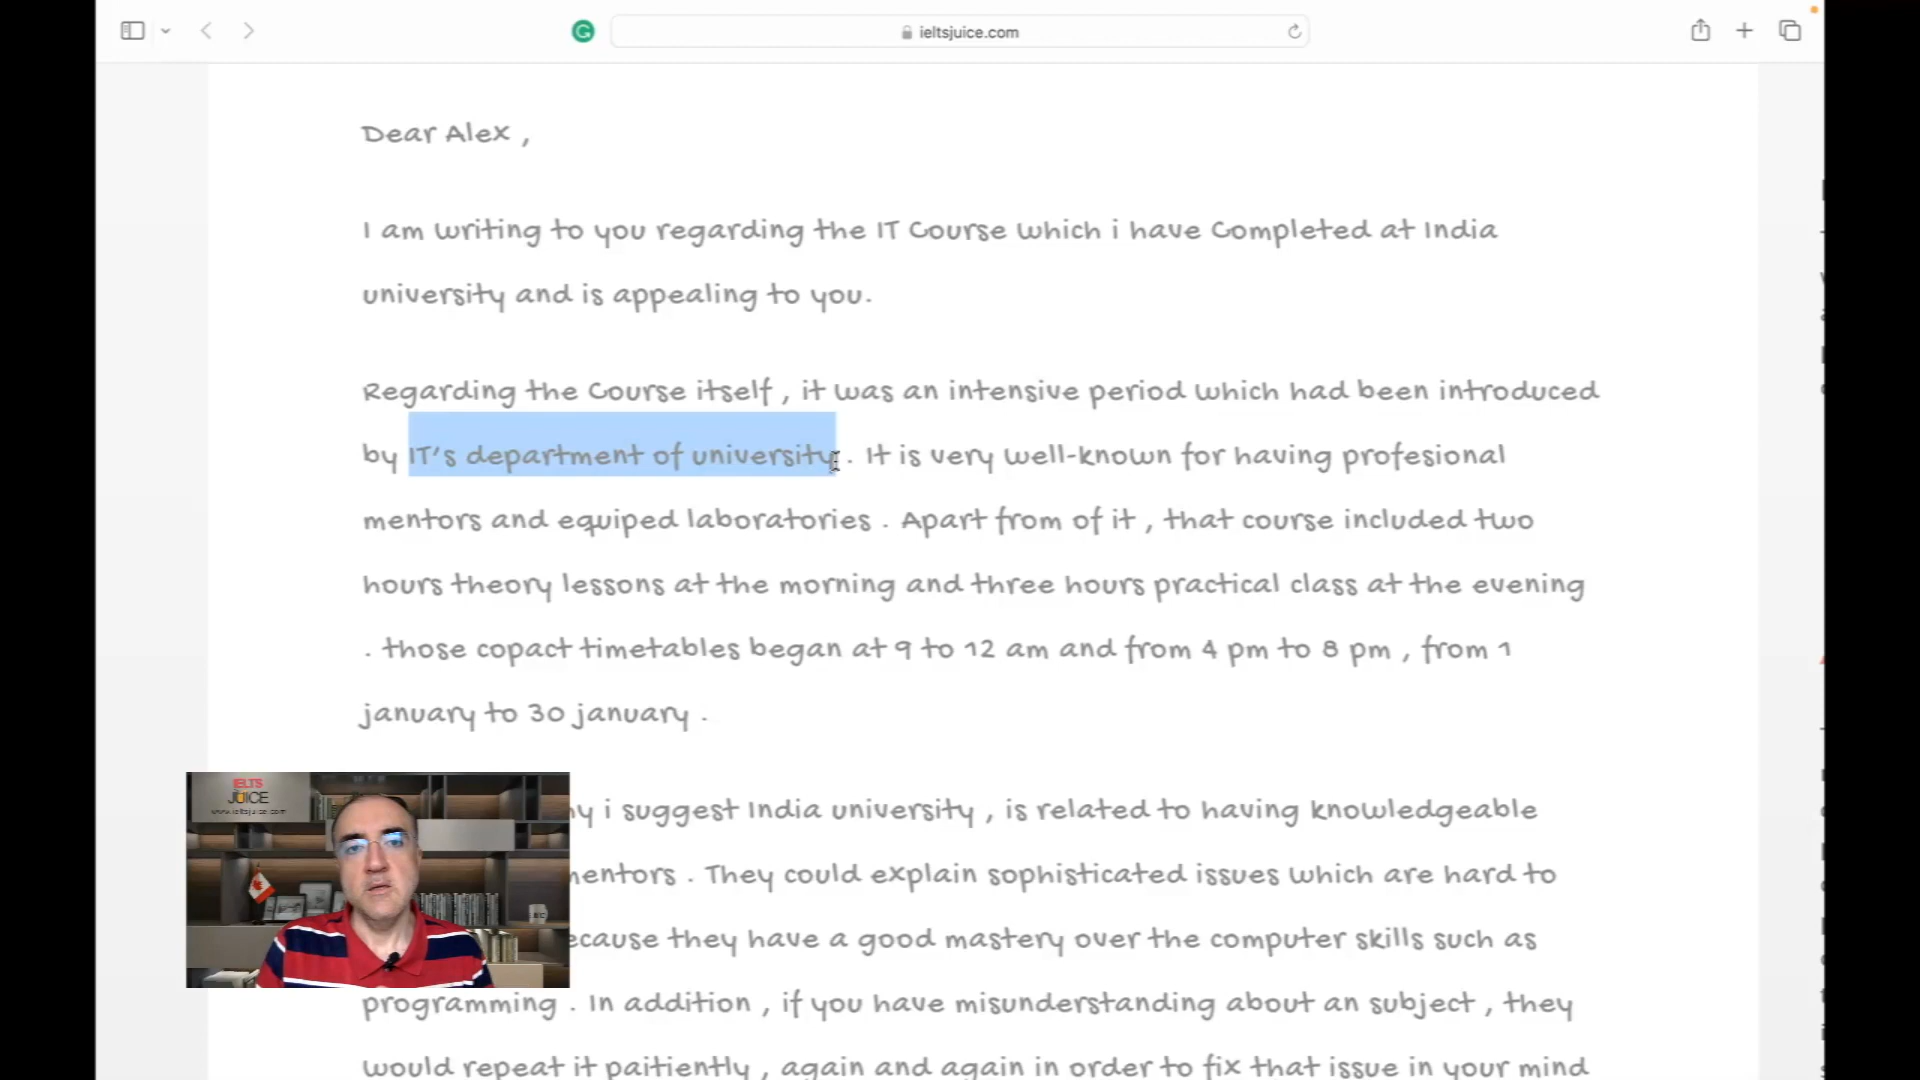 ieltsjuice.com
Dear Alex ,
I am writing to you regarding the IT Course which i have Completed at India
university and is appealing to you.
Regarding the Course itself , it was an intensive period which had been introduced
by IT's department of university . It is very well-known for having profesional
mentors and equiped laboratories . Apart from of it , that course included two
hours theory lessons at the morning and three hours practical class at the evening
. those copact timetables began at 9 to 12 am and from 4 pm to 8 pm , from 1
january to 30 january .
i suggest India university , is related to having knowledgeable
. They could explain sophisticated issues which are hard to
they have a good mastery over the computer skills such as
programming . In addition , if you have misunderstanding about an subject , they
would repeat it paitiently , again and again in order to fix that issue in your mind
IELTS
JUICE
www.ieltsjuice.com